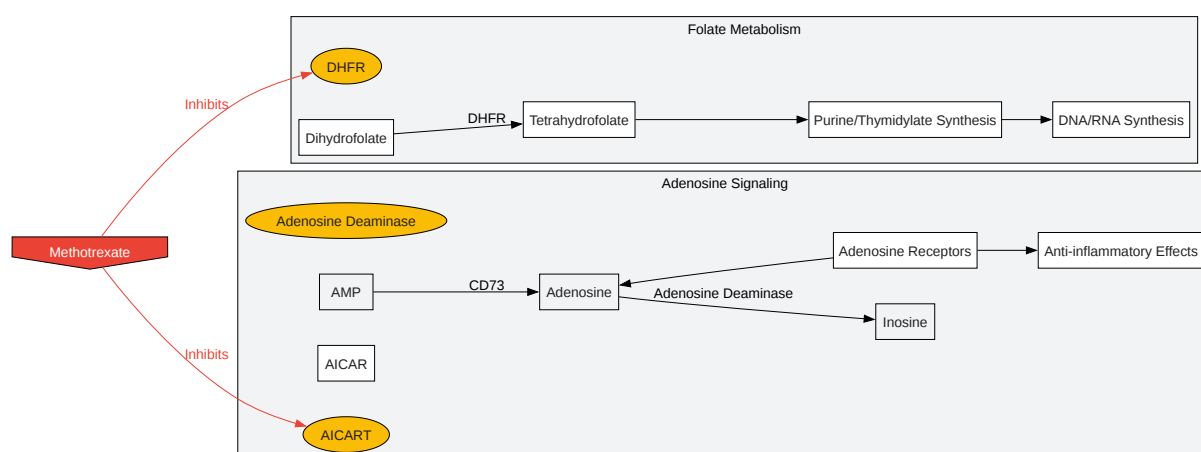 Folate Metabolism
DHFR
Inhibits
Dihydrofolate
DHFR
Tetrahydrofolate
Purine/Thymidylate Synthesis
DNA/RNA Synthesis
Adenosine Signaling
Adenosine Deaminase
Methotrexate
Adenosine Receptors
Anti-inflammatory Effects
AMP
CD73
Adenosine
Adenosine Deaminase
Inosine
Inhibits
AICAR
AICART